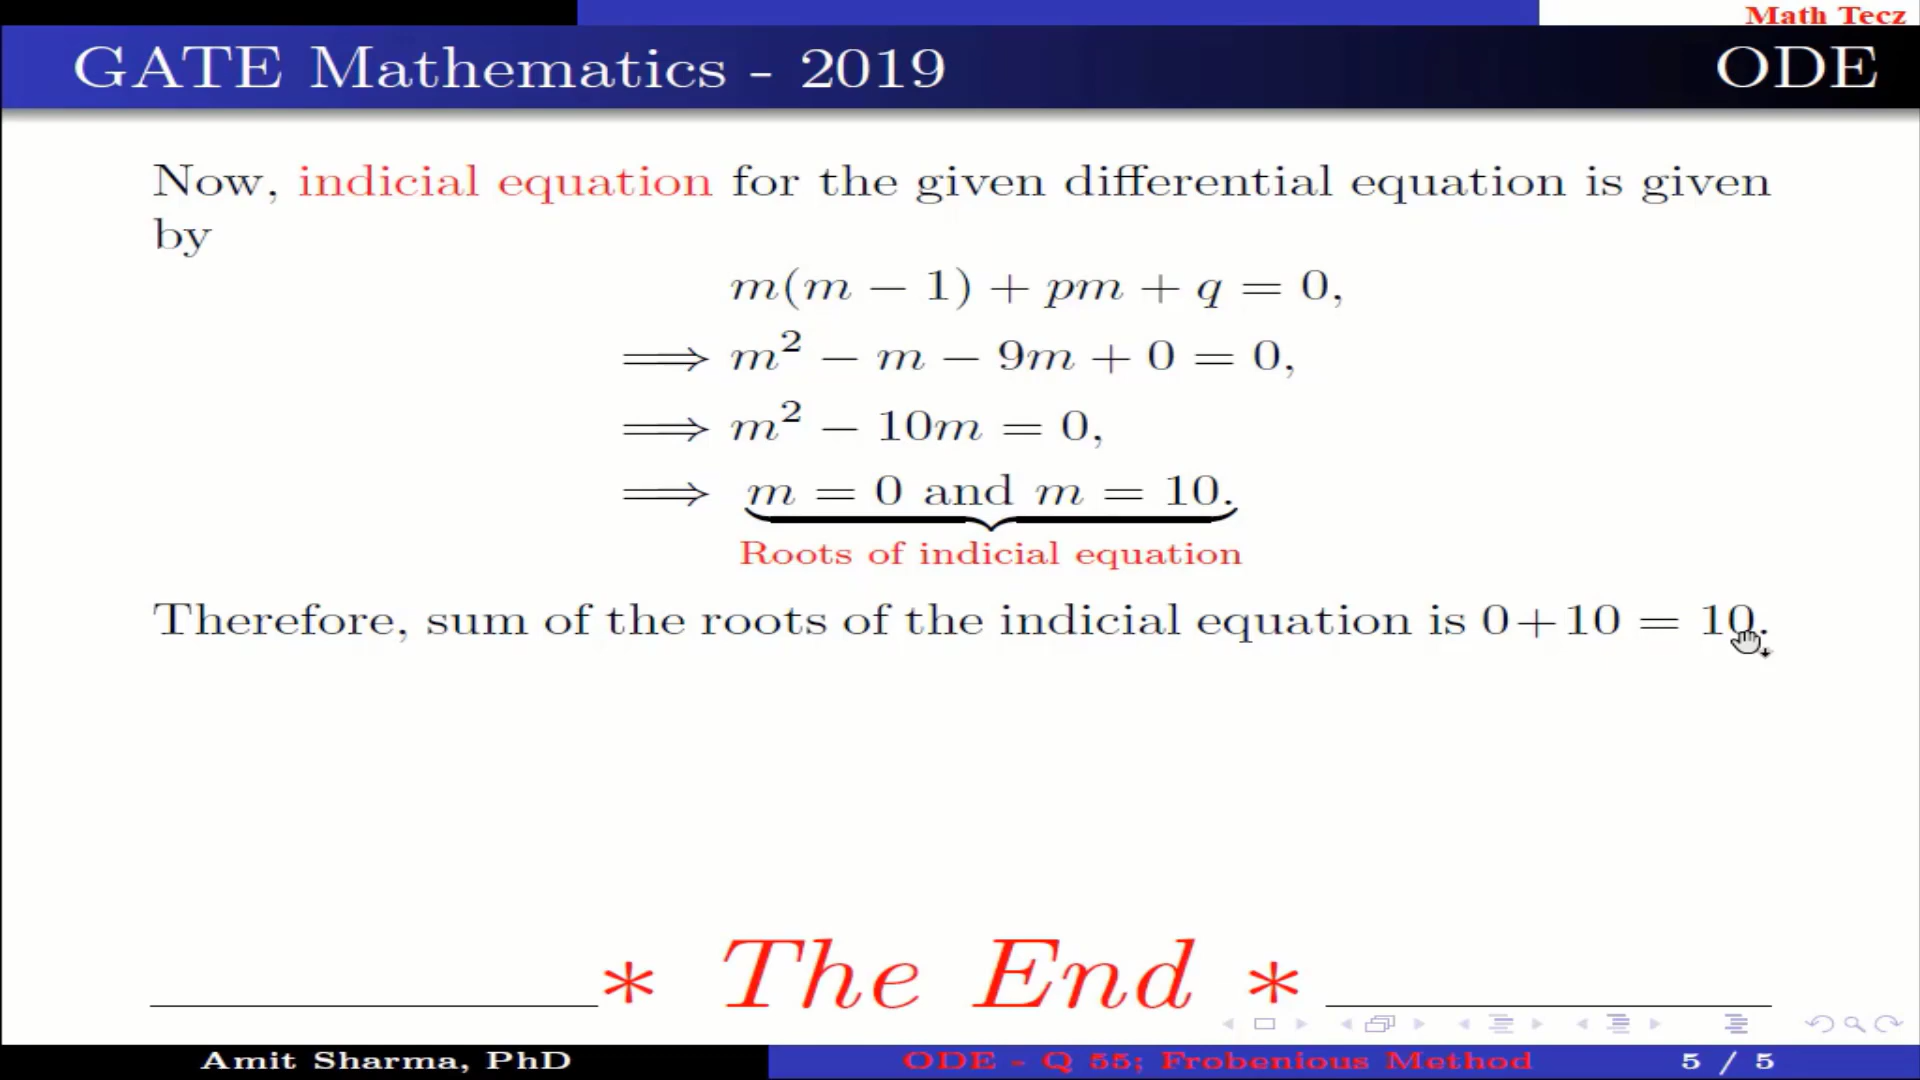 Math Tecz
GATE Mathematics - 2019 ODE
Now, indicial equation for the given differential equation is given
by
m(m − 1) + pm + q = 0,
⟹ m² − m − 9m + 0 = 0,
⟹ m² − 10m = 0,
⟹ m = 0 and m = 10.
Roots of indicial equation
Therefore, sum of the roots of the indicial equation is 0+10 = 10.
* The End *
Amit Sharma, PhD ODE - Q 55; Frobenious Method 5 / 5